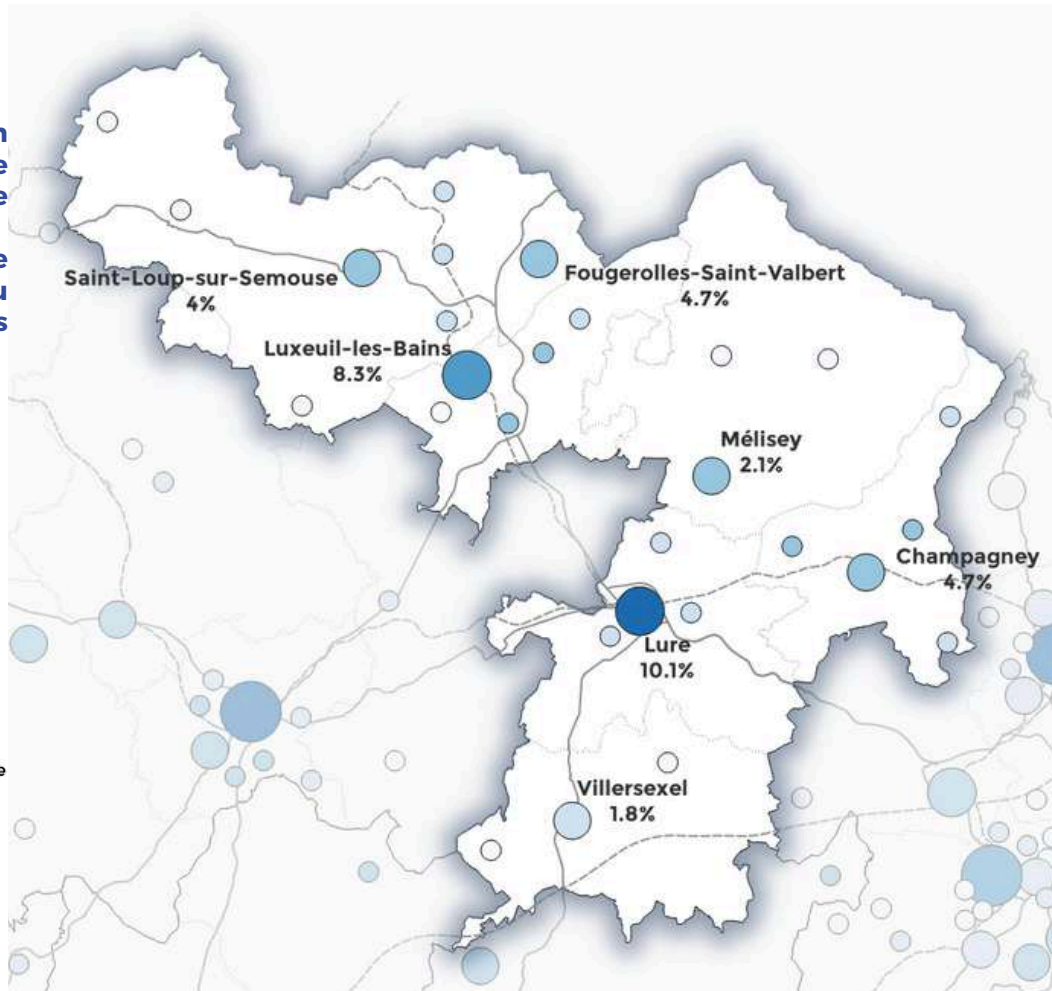 n
e
e
e
u
s
Saint-Loup-sur-Semouse
4%
Fougerolles-Saint-Valbert
4.7%
Luxeuil-les-Bains
8.3%
Mélisey
2.1%
Champagney
4.7%
Lure
10.1%
Villersexel
1.8%
e